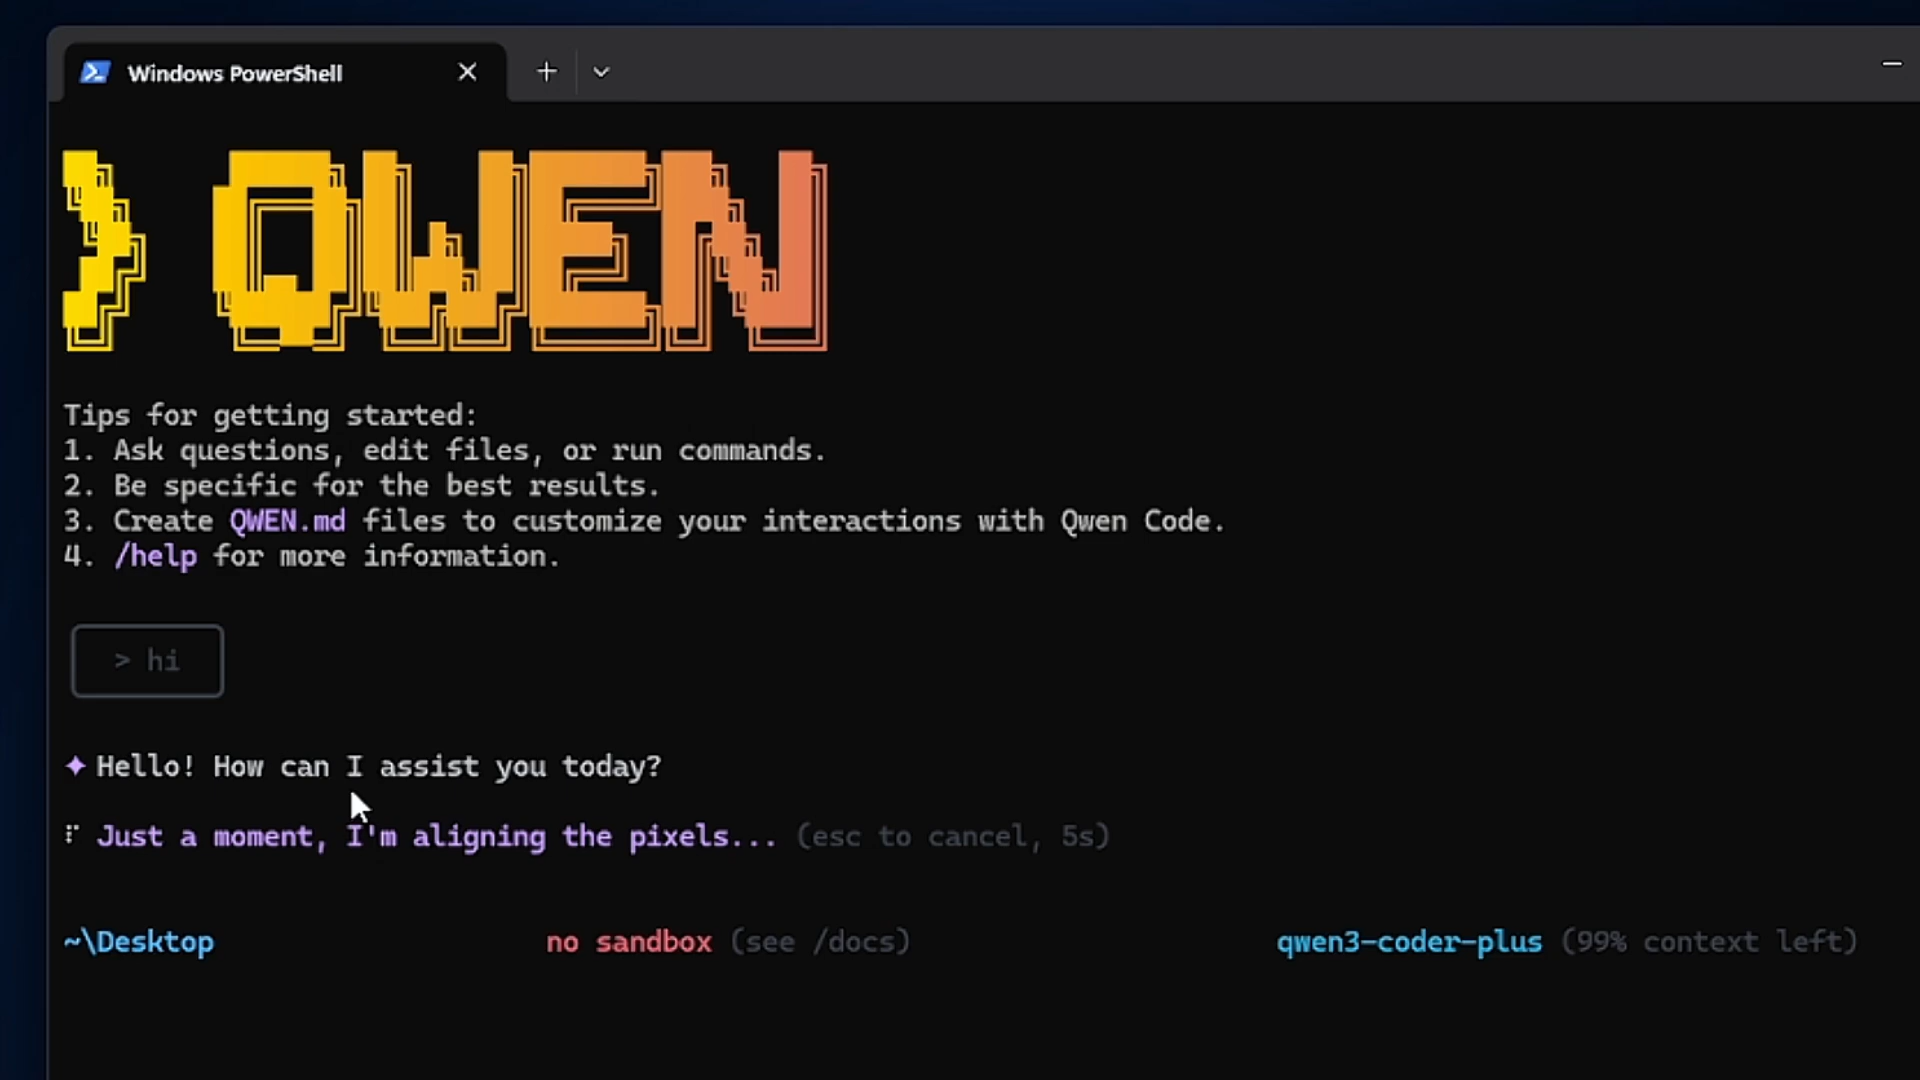 Windows PowerShell
> QWEN
Tips for getting started:
1. Ask questions, edit files, or run commands.
2. Be specific for the best results.
3. Create QWEN.md files to customize your interactions with Qwen Code.
4. /help for more information.
> hi
✦ Hello! How can I assist you today?
⠏ Just a moment, I'm aligning the pixels... (esc to cancel, 5s)
~\Desktop no sandbox (see /docs) qwen3-coder-plus (99% context left)